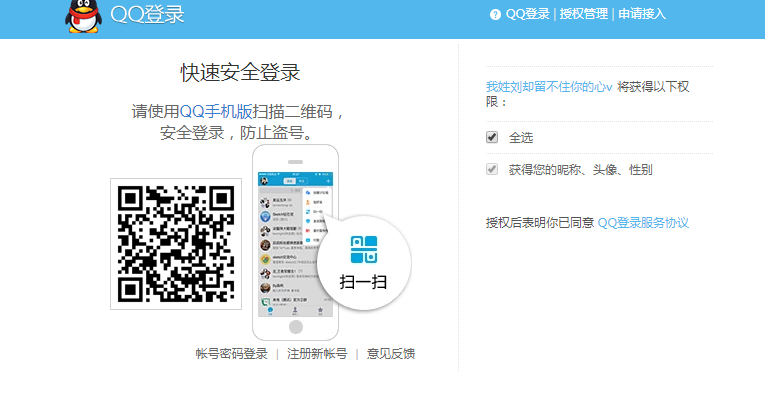 QQ登录
QQ登录 | 授权管理 | 申请接入
快速安全登录
请使用QQ手机版扫描二维码，
安全登录，防止盗号。
扫一扫
帐号密码登录 | 注册新帐号 | 意见反馈
我姓刘却留不住你的心v 将获得以下权
限：
全选
获得您的昵称、头像、性别
授权后表明你已同意 QQ登录服务协议